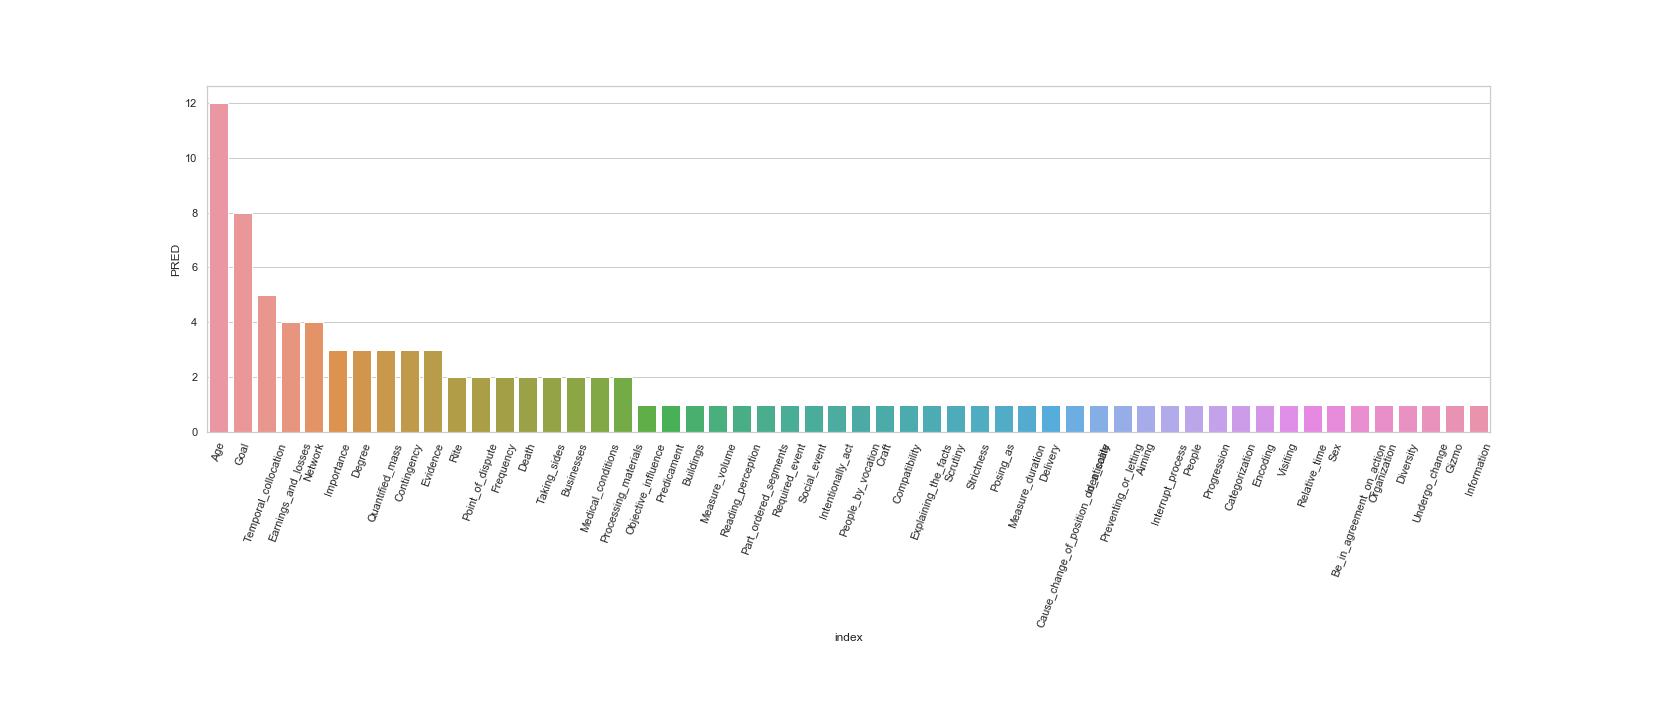 12
10
8
6
4
2
0
PRED
Age
Goal
Temporal_collocation
Earnings_and_losses
Network
Importance
Degree
Quantified_mass
Contingency
Evidence
Rite
Point_of_dispute
Frequency
Death
Taking_sides
Businesses
Medical_conditions
Processing_materials
Objective_influence
Predicament
Buildings
Measure_volume
Reading_perception
Part_ordered_segments
Required_event
Social_event
Intentionally_act
People_by_vocation
Craft
Compatibility
Explaining_the_facts
Scrutiny
Strictness
Posing_as
Measure_duration
Delivery
Cause_change_of_position_on_a_scale
Preventing_or_letting
Aiming
Interrupt_process
People
Progression
Categorization
Encoding
Visiting
Relative_time
Sex
Be_in_agreement_on_action
Organization
Diversity
Undergo_change
Gizmo
Information
index